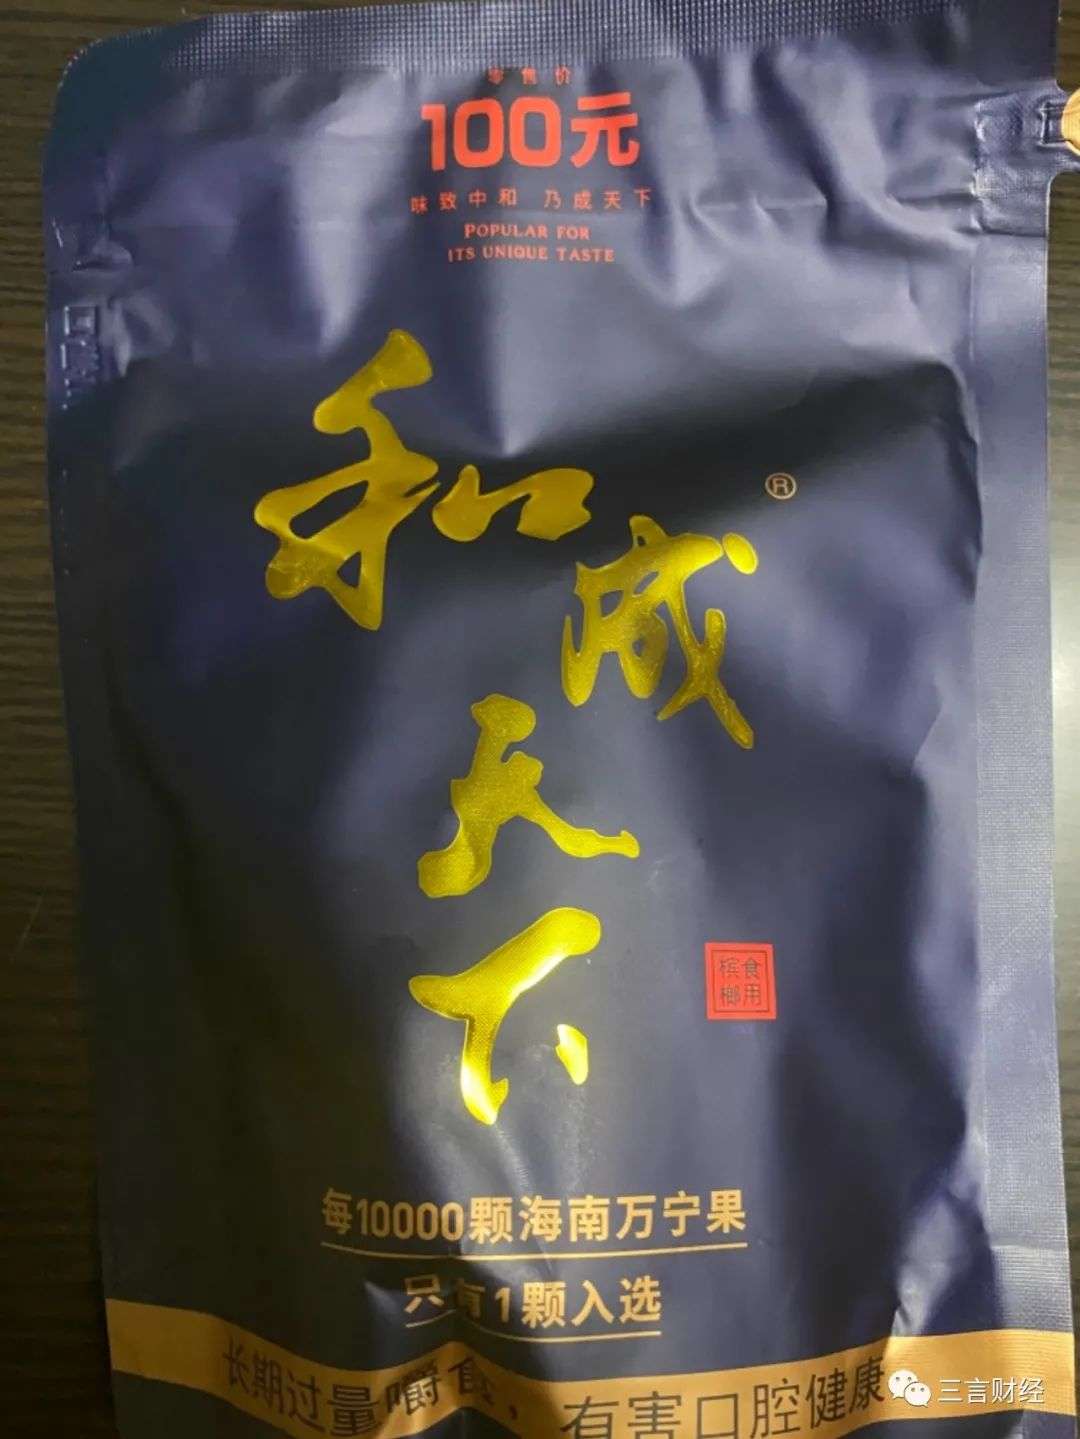 零售价
100元
味致中和 乃成天下
POPULAR FOR
ITS UNIQUE TASTE
和成天下
®
食用
槟榔
每10000颗海南万宁果
只有1颗入选
长期过量嚼食，有害口腔健康
三言财经